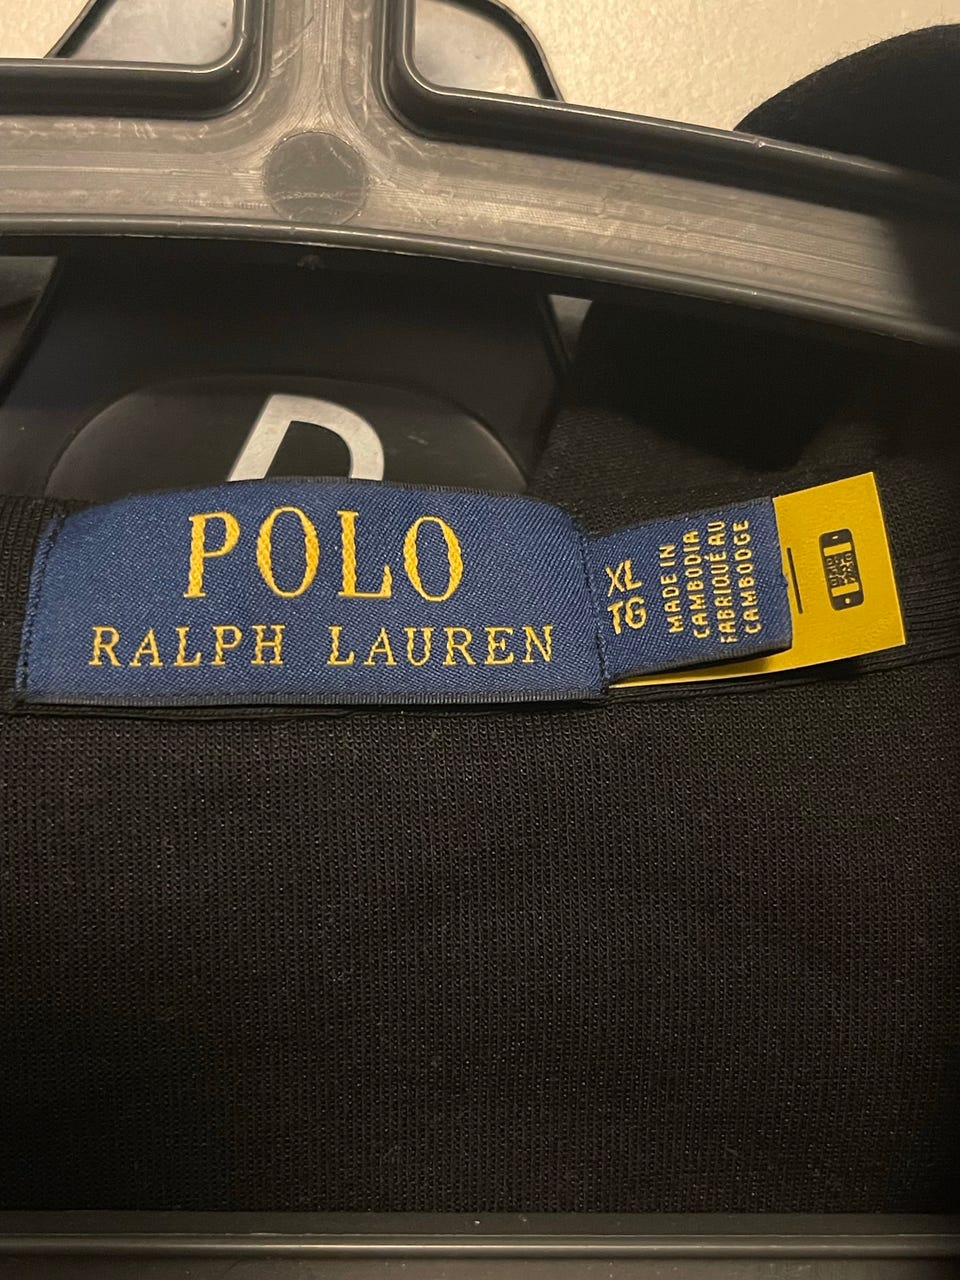 P
POLO
RALPH LAUREN
XL
TG
MADE IN
CAMBODIA
FABRIQUÉ AU
CAMBODGE